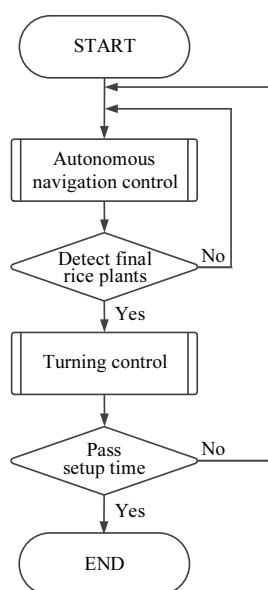 START
Autonomous
navigation control
Detect final
rice plants
No
Yes
Turning control
Pass
setup time
No
Yes
END